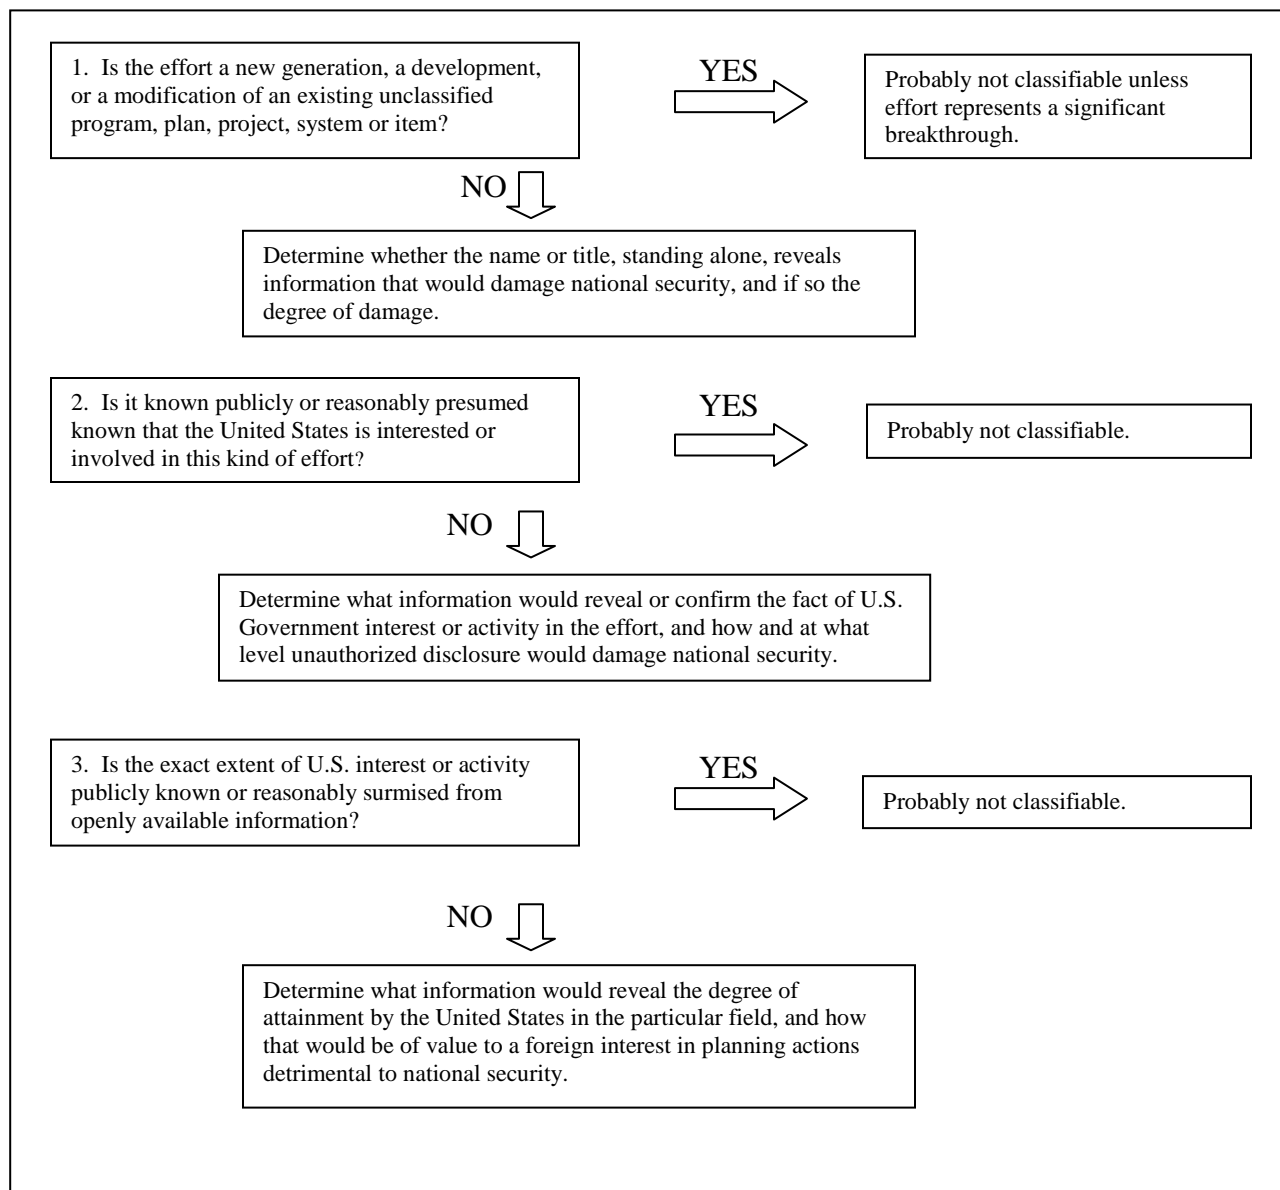 1. Is the effort a new generation, a development,
or a modification of an existing unclassified
program, plan, project, system or item?
YES
Probably not classifiable unless
effort represents a significant
breakthrough.
NO
Determine whether the name or title, standing alone, reveals
information that would damage national security, and if so the
degree of damage.
2. Is it known publicly or reasonably presumed
known that the United States is interested or
involved in this kind of effort?
YES
Probably not classifiable.
NO
Determine what information would reveal or confirm the fact of U.S.
Government interest or activity in the effort, and how and at what
level unauthorized disclosure would damage national security.
3. Is the exact extent of U.S. interest or activity
publicly known or reasonably surmised from
openly available information?
YES
Probably not classifiable.
NO
Determine what information would reveal the degree of
attainment by the United States in the particular field, and how
that would be of value to a foreign interest in planning actions
detrimental to national security.